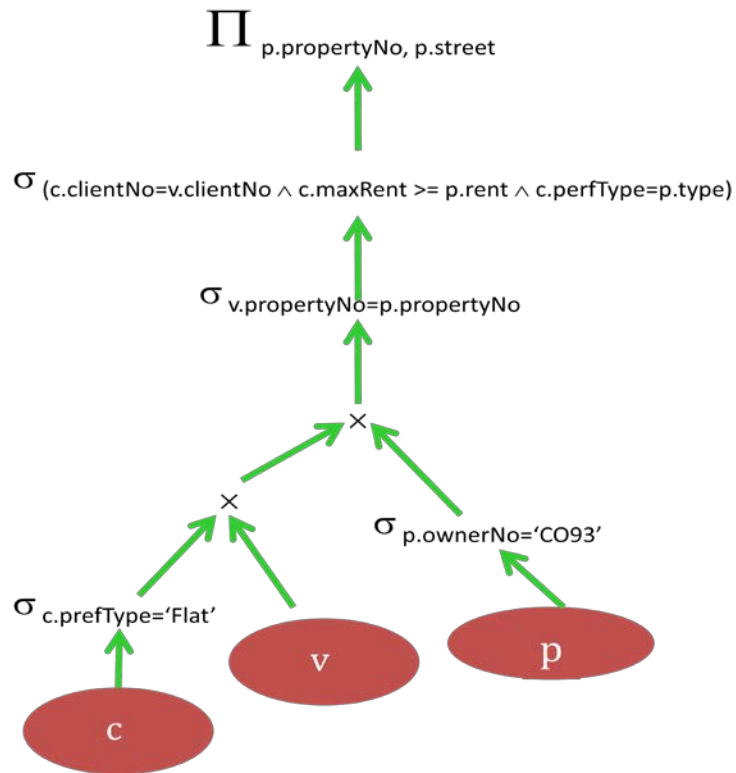 Π p.propertyNo, p.street
σ (c.clientNo=v.clientNo ∧ c.maxRent >= p.rent ∧ c.perfType=p.type)
σ v.propertyNo=p.propertyNo
×
×
σ p.ownerNo=‘CO93’
σ c.prefType=‘Flat’
v
p
c